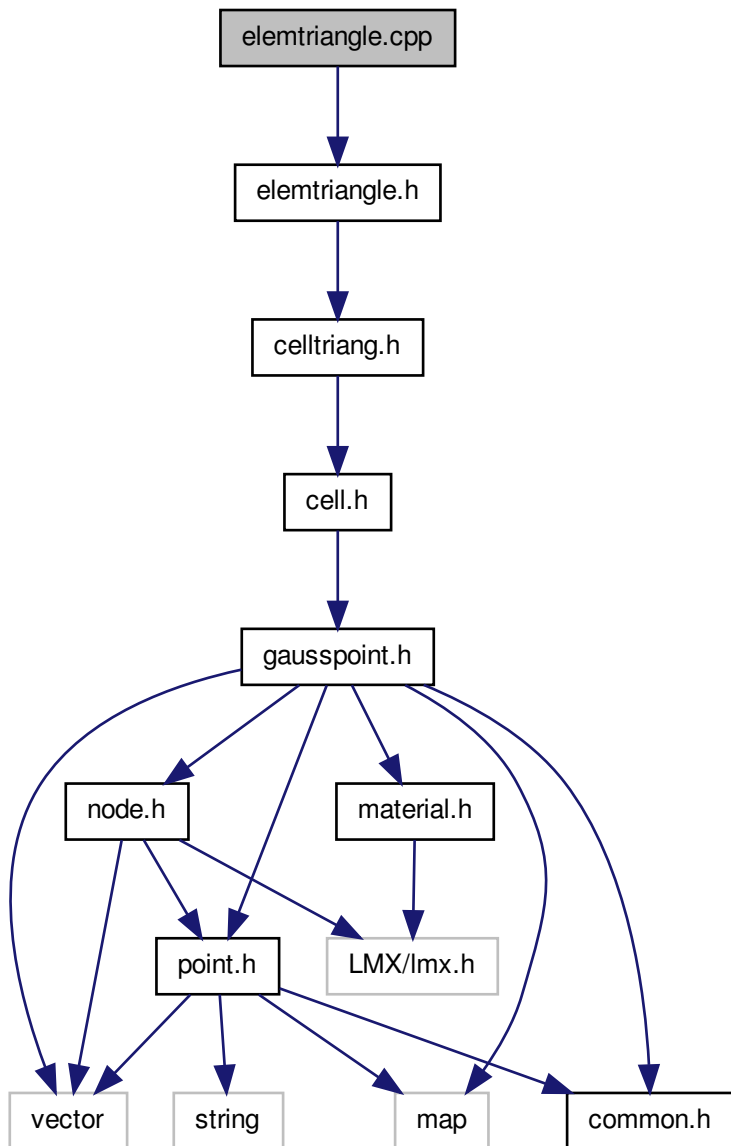 elemtriangle.cpp
elemtriangle.h
celltriang.h
cell.h
gausspoint.h
node.h
material.h
point.h
LMX/lmx.h
vector
string
map
common.h